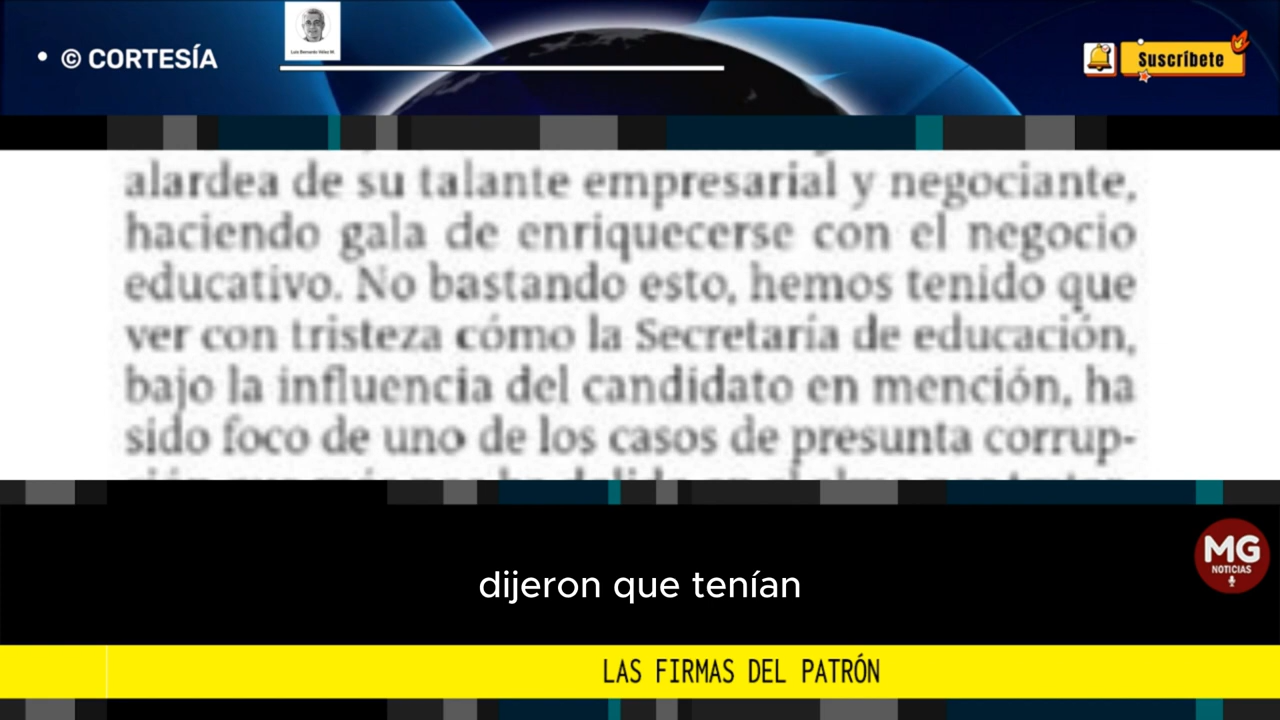 • © CORTESÍA
Luis Bernardo Vélez M.
Suscríbete
alardea de su talante empresarial y negociante,
haciendo gala de enriquecerse con el negocio
educativo. No bastando esto, hemos tenido que
ver con tristeza cómo la Secretaría de educación,
bajo la influencia del candidato en mención, ha
sido foco de uno de los casos de presunta corrup-
dijeron que tenían
MG
NOTICIAS
LAS FIRMAS DEL PATRÓN